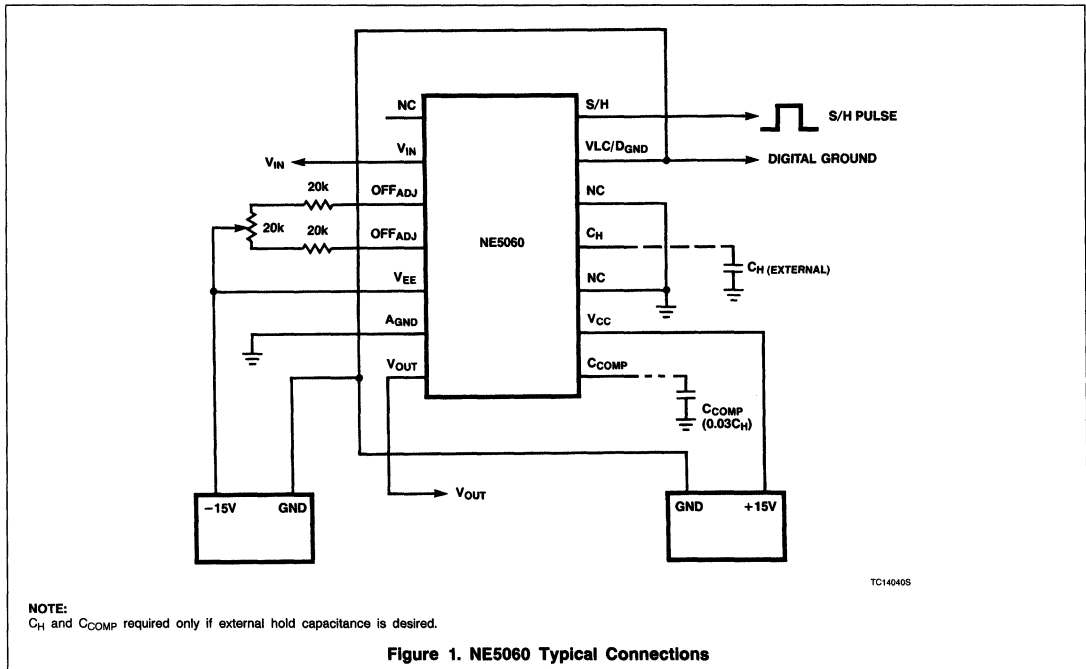 NC
S/H
S/H PULSE
VIN
VIN
VLC/DGND
DIGITAL GROUND
20k
OFFADJ
NC
20k
20k
OFFADJ
NE5060
CH
CH (EXTERNAL)
VEE
NC
AGND
VCC
VOUT
CCOMP
CCOMP
(0.03CH)
VOUT
−15V
GND
GND
+15V
TC14040S
NOTE:
CH and CCOMP required only if external hold capacitance is desired.
Figure 1. NE5060 Typical Connections